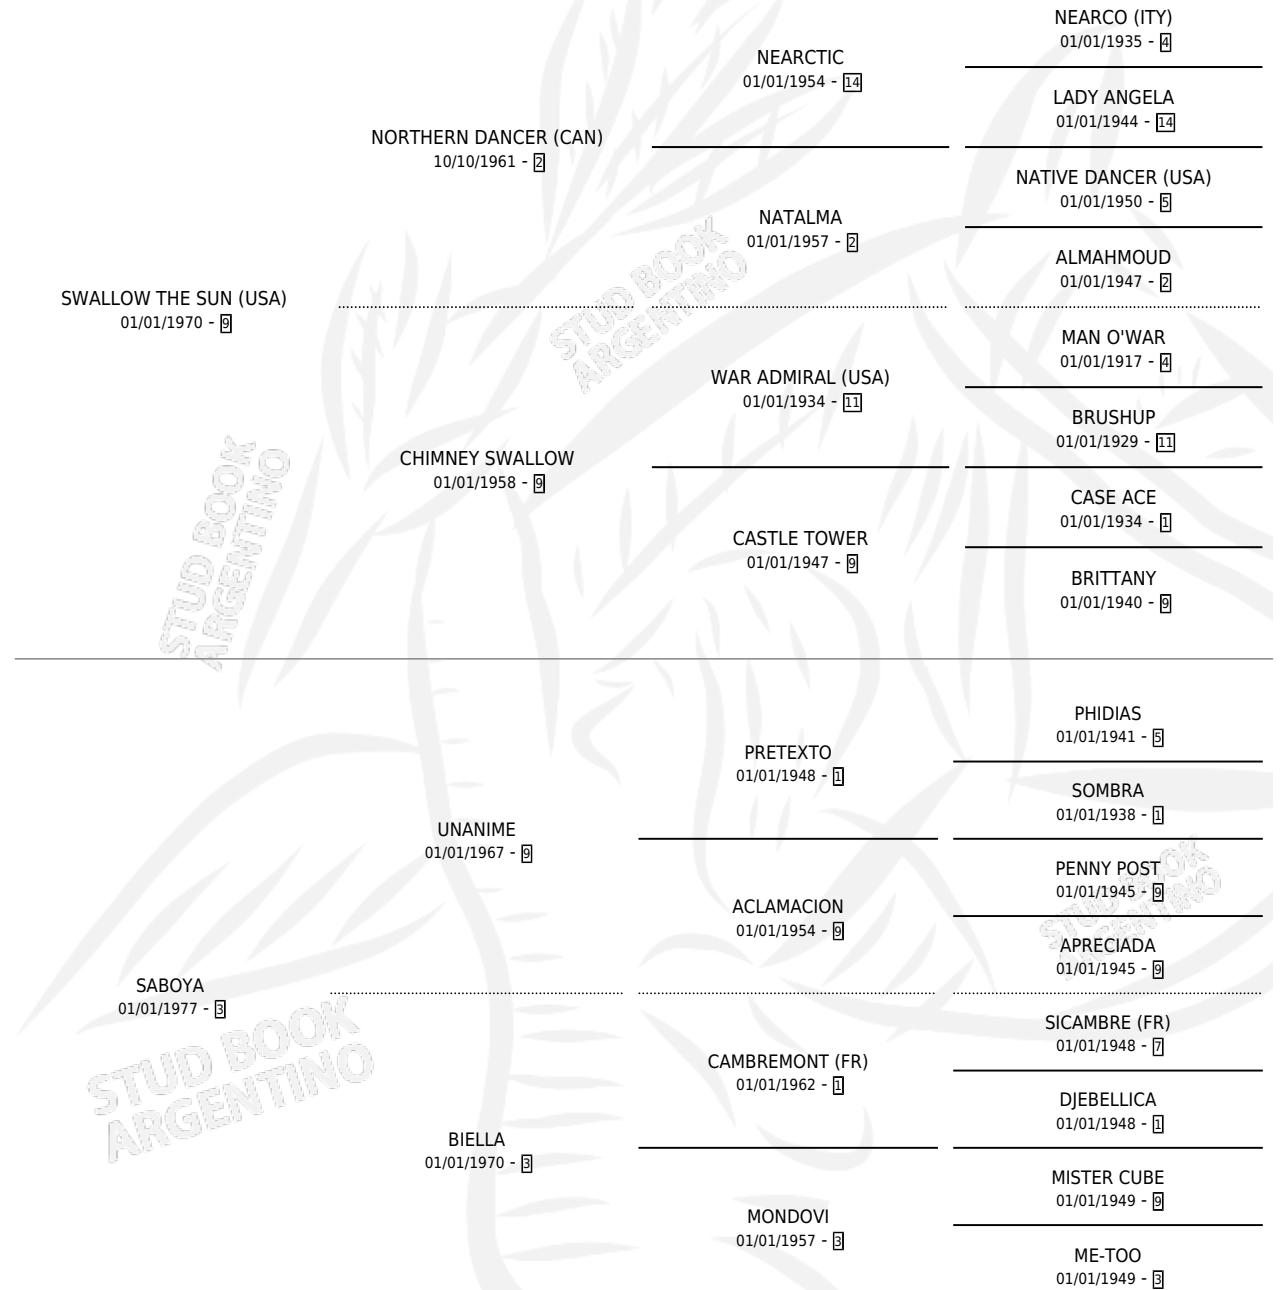 NEARCO (ITY)
01/01/1935 - 4
NEARCTIC
01/01/1954 - 14
LADY ANGELA
01/01/1944 - 14
NORTHERN DANCER (CAN)
10/10/1961 - 2
NATIVE DANCER (USA)
01/01/1950 - 5
NATALMA
01/01/1957 - 2
ALMAHMOUD
01/01/1947 - 2
SWALLOW THE SUN (USA)
01/01/1970 - 9
MAN O'WAR
01/01/1917 - 4
WAR ADMIRAL (USA)
01/01/1934 - 11
BRUSHUP
01/01/1929 - 11
CHIMNEY SWALLOW
01/01/1958 - 9
CASE ACE
01/01/1934 - 1
CASTLE TOWER
01/01/1947 - 9
BRITTANY
01/01/1940 - 9
PHIDIAS
01/01/1941 - 5
PRETEXTO
01/01/1948 - 1
SOMBRA
01/01/1938 - 1
UNANIME
01/01/1967 - 9
PENNY POST
01/01/1945 - 9
ACLAMACION
01/01/1954 - 9
APRECIADA
01/01/1945 - 9
SABOYA
01/01/1977 - 3
SICAMBRE (FR)
01/01/1948 - 7
CAMBREMONT (FR)
01/01/1962 - 1
DJEBELLICA
01/01/1948 - 1
BIELLA
01/01/1970 - 3
MISTER CUBE
01/01/1949 - 9
MONDOVI
01/01/1957 - 3
ME-TOO
01/01/1949 - 3
STUD BOOK
ARGENTINO
STUD BOOK
ARGENTINO
STUD BOOK
ARGENTINO
STUD BOOK
ARGENTINO